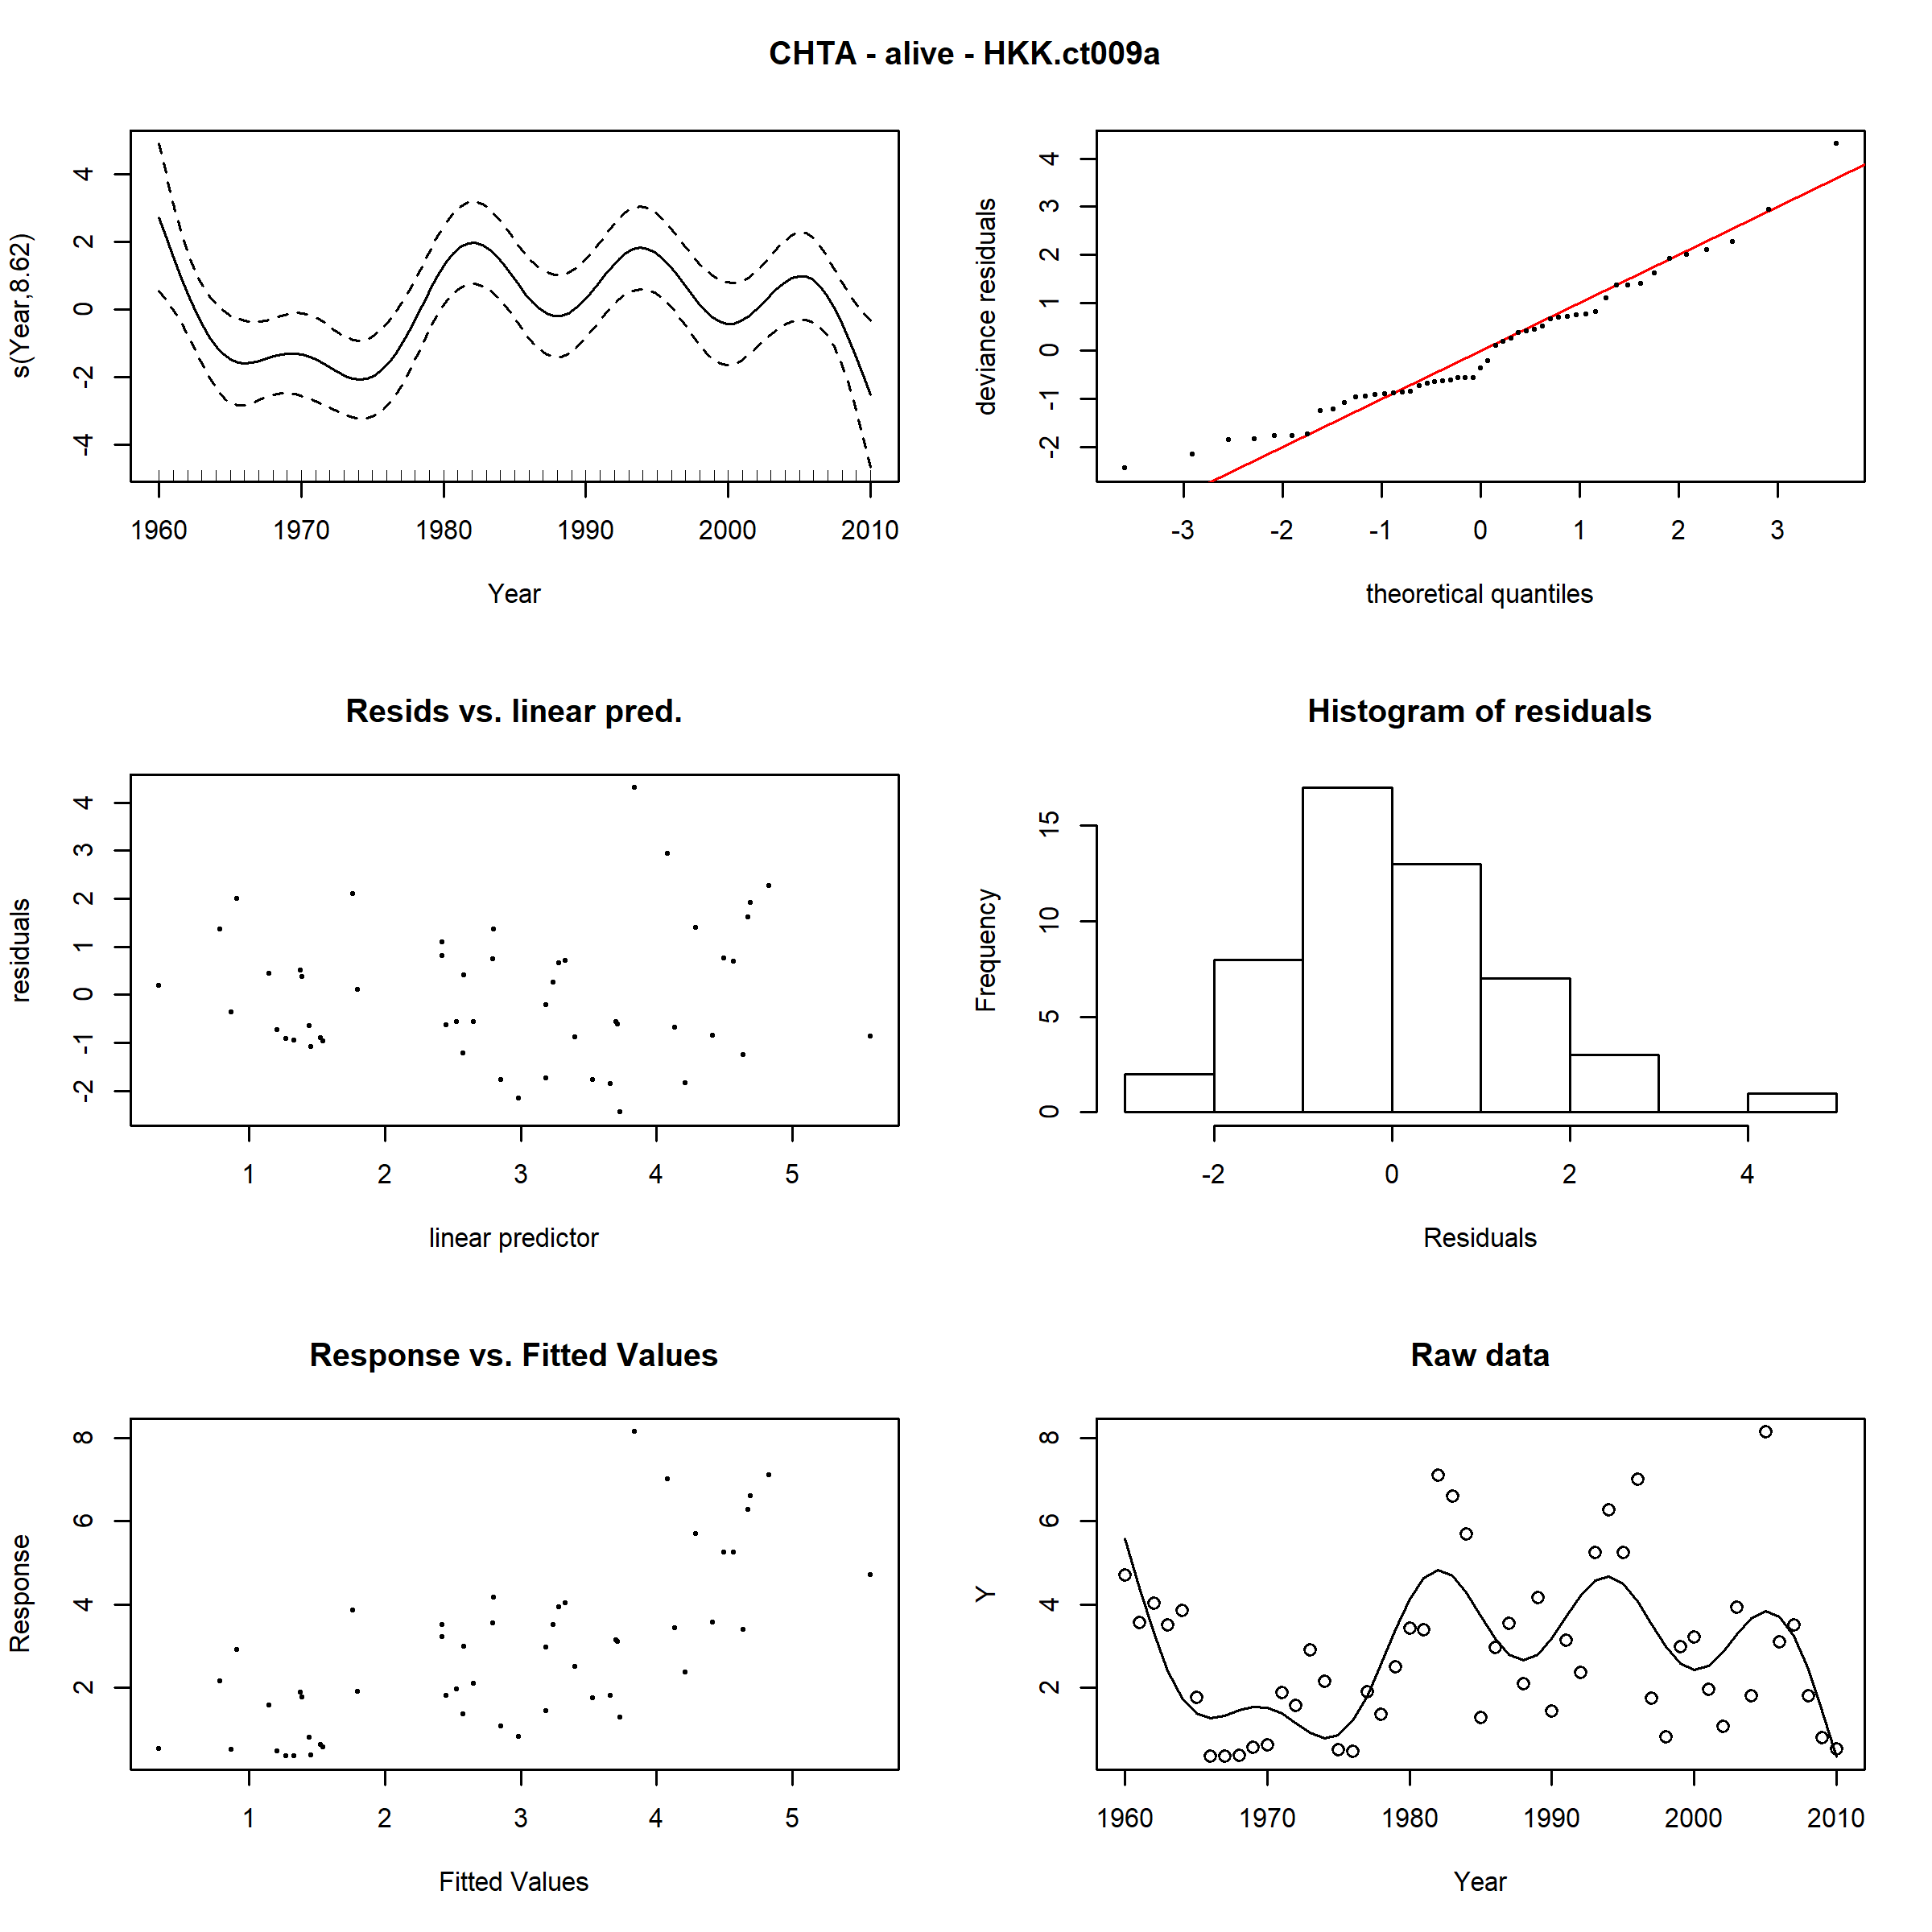 CHTA - alive - HKK.ct009a
s(Year,8.62)
4
2
0
-2
-4
1960 1970 1980 1990 2000 2010
Year
deviance residuals
4
3
2
1
0
-1
-2
-3 -2 -1 0 1 2 3
theoretical quantiles
Resids vs. linear pred.
residuals
4
3
2
1
0
-1
-2
1 2 3 4 5
linear predictor
Histogram of residuals
Frequency
15
10
5
0
-2 0 2 4
Residuals
Response vs. Fitted Values
Response
8
6
4
2
1 2 3 4 5
Fitted Values
Raw data
Y
8
6
4
2
1960 1970 1980 1990 2000 2010
Year